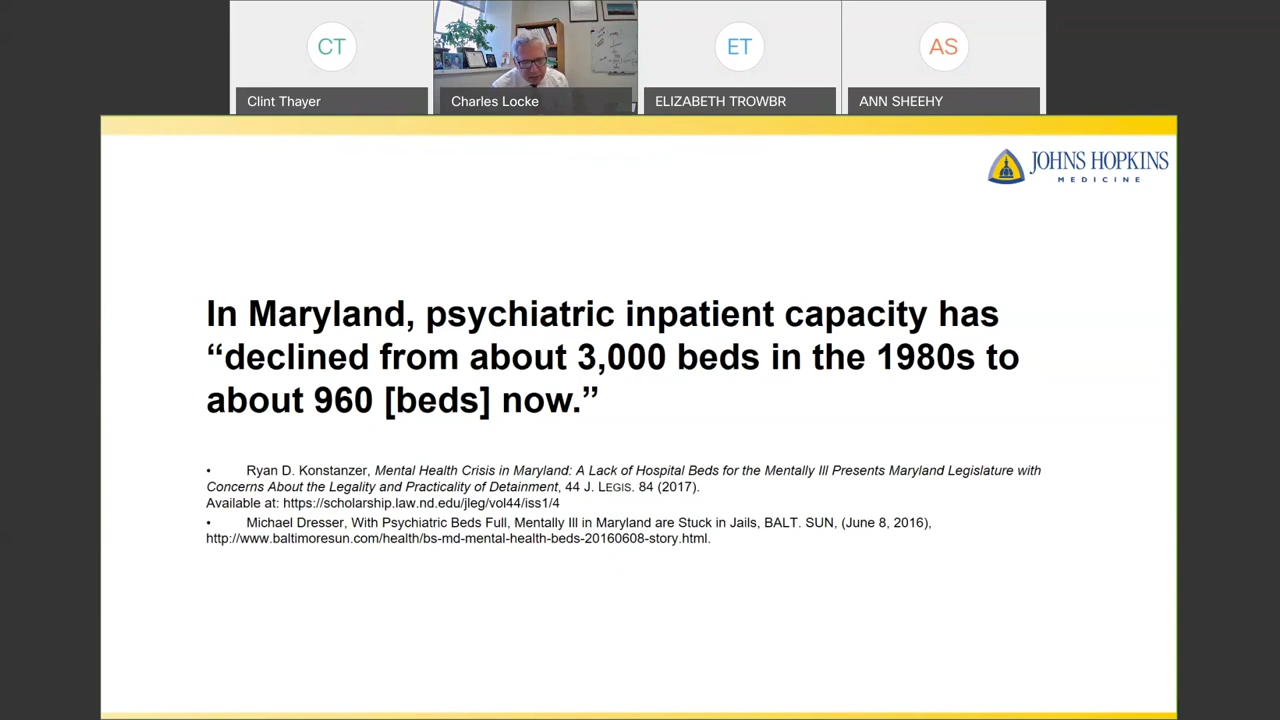 CT
ET
AS
Clint Thayer
Charles Locke
ELIZABETH TROWBR
ANN SHEEHY
JOHNS HOPKINS
MEDICINE
In Maryland, psychiatric inpatient capacity has
“declined from about 3,000 beds in the 1980s to
about 960 [beds] now.”
• Ryan D. Konstanzer, Mental Health Crisis in Maryland: A Lack of Hospital Beds for the Mentally Ill Presents Maryland Legislature with
Concerns About the Legality and Practicality of Detainment, 44 J. LEGIS. 84 (2017).
Available at: https://scholarship.law.nd.edu/jleg/vol44/iss1/4
• Michael Dresser, With Psychiatric Beds Full, Mentally Ill in Maryland are Stuck in Jails, BALT. SUN, (June 8, 2016),
http://www.baltimoresun.com/health/bs-md-mental-health-beds-20160608-story.html.